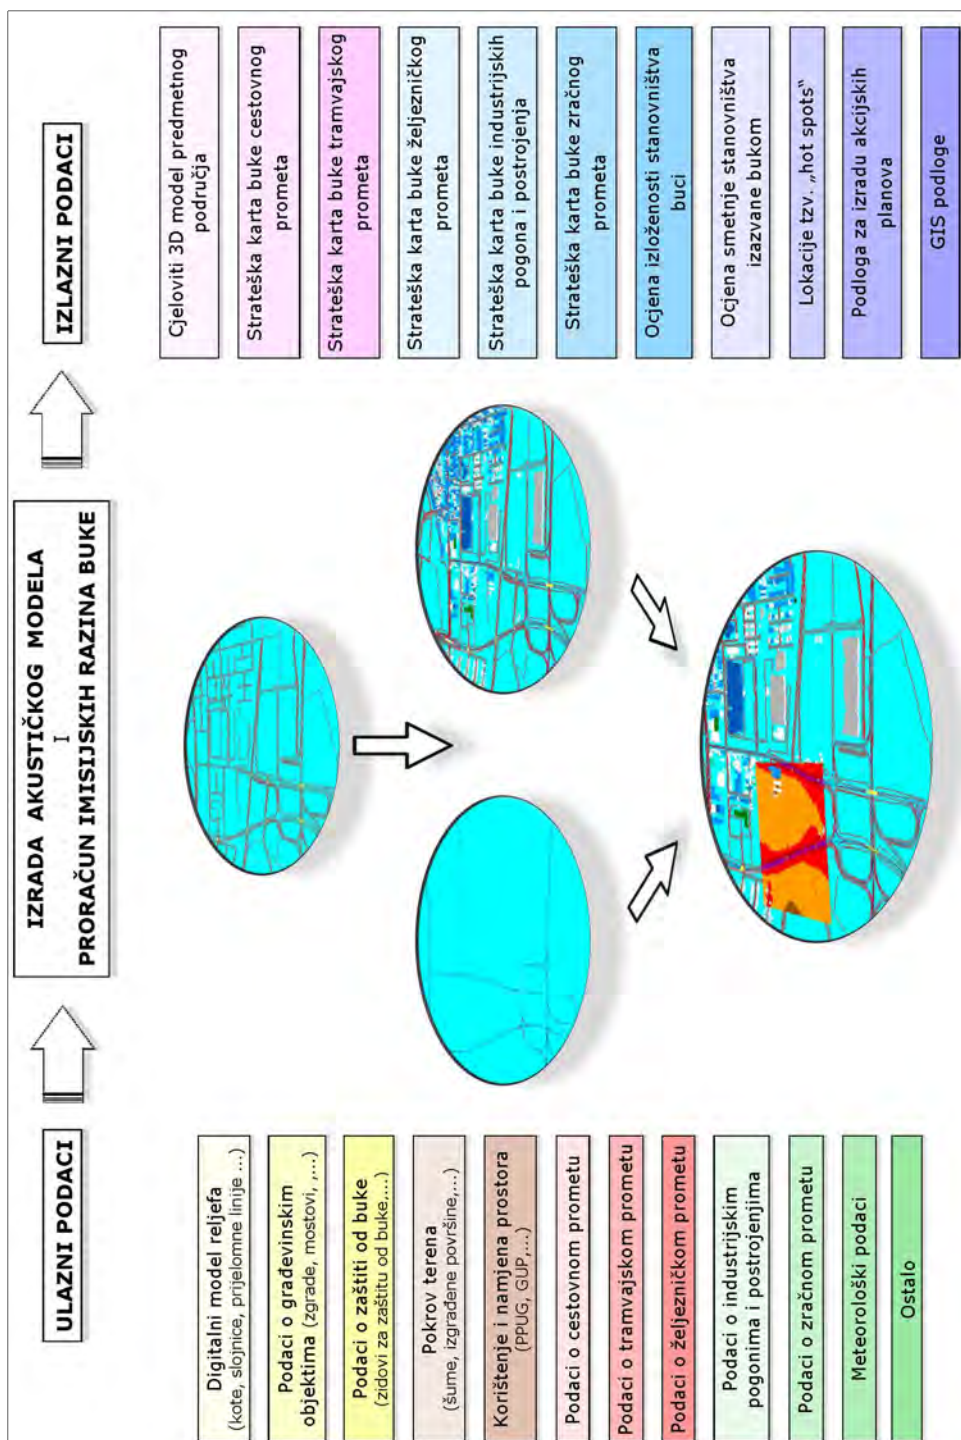 ULAZNI PODACI
IZRADA AKUSTIČKOG MODELA
I
PRORAČUN IMISIJSKIH RAZINA BUKE
IZLAZNI PODACI
Digitalni model reljefa
(kote, slojnice, prijelomne linije ...)
Podaci o građevinskim
objektima (zgrade, mostovi, ,...)
Podaci o zaštiti od buke
(zidovi za zaštitu od buke,...)
Pokrov terena
(šume, izgrađene površine,...)
Korištenje i namjena prostora
(PPUG, GUP,...)
Podaci o cestovnom prometu
Podaci o tramvajskom prometu
Podaci o željezničkom prometu
Podaci o industrijskim
pogonima i postrojenjima
Podaci o zračnom prometu
Meteorološki podaci
Ostalo
Cjeloviti 3D model predmetnog
područja
Strateška karta buke cestovnog
prometa
Strateška karta buke tramvajskog
prometa
Strateška karta buke željezničkog
prometa
Strateška karta buke industrijskih
pogona i postrojenja
Strateška karta buke zračnog
prometa
Ocjena izloženosti stanovništva
buci
Ocjena smetnje stanovništva
izazvane bukom
Lokacije tzv. „hot spots“
Podloga za izradu akcijskih
planova
GIS podloge